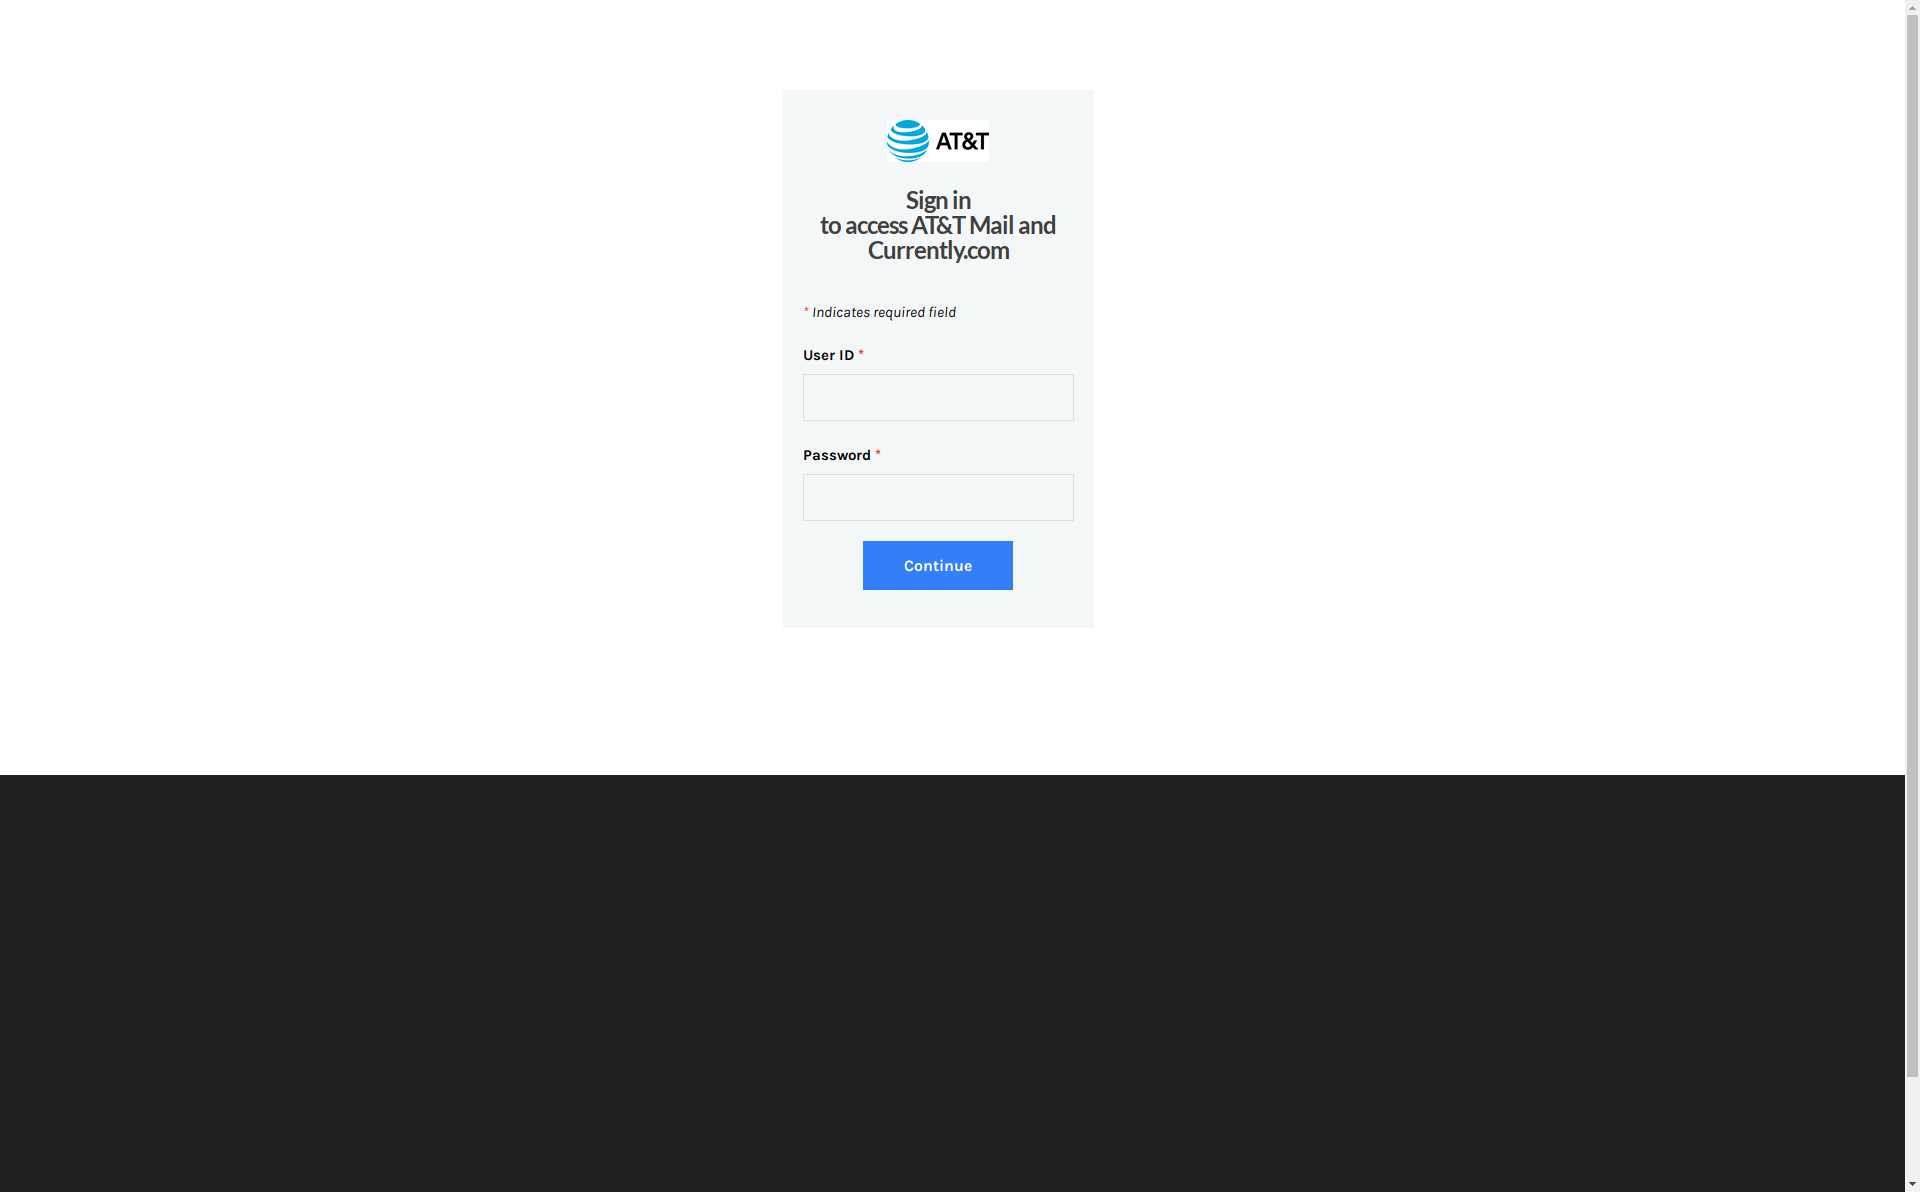 AT&T
Sign in
to access AT&T Mail and
Currently.com
* Indicates required field
User ID *
Password *
Continue